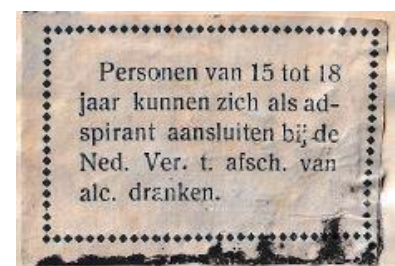 Personen van 15 tot 18
jaar kunnen zich als ad-
spirant aansluiten bij de
Ned. Ver. t. afsch. van
alc. dranken.